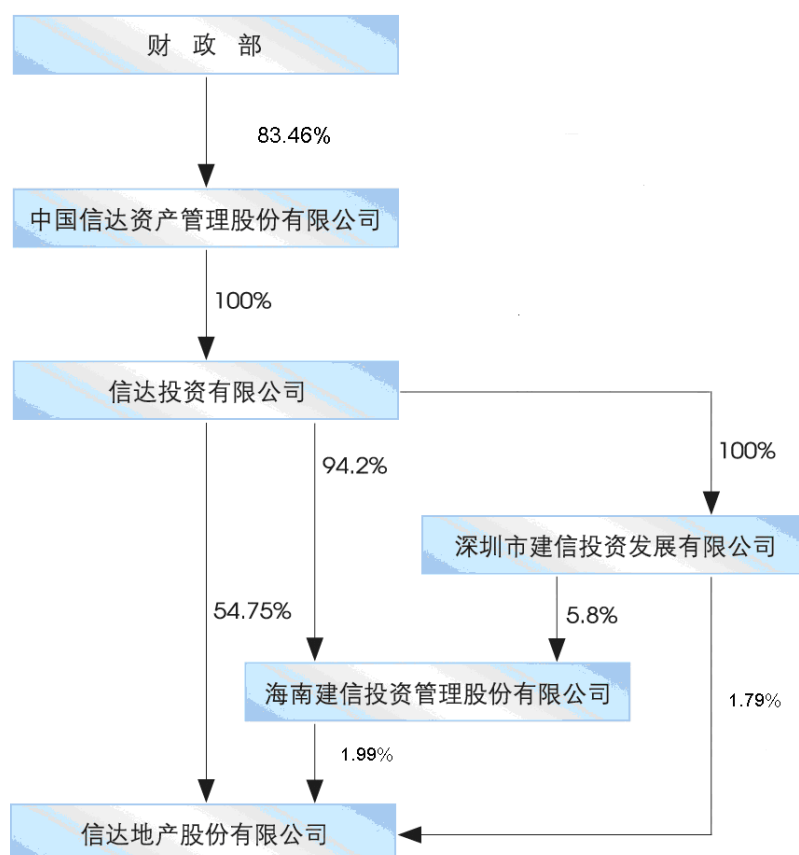 财 政 部
83.46%
中国信达资产管理股份有限公司
100%
信达投资有限公司
94.2%
100%
深圳市建信投资发展有限公司
54.75%
5.8%
海南建信投资管理股份有限公司
1.79%
1.99%
信达地产股份有限公司